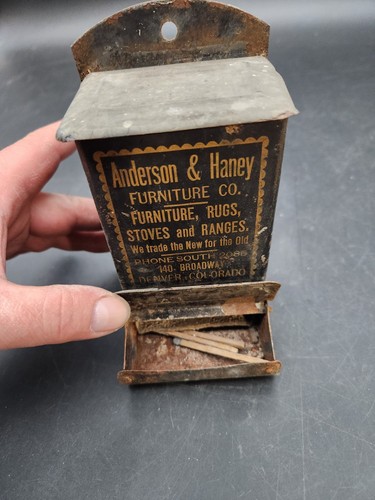 Anderson & Haney
FURNITURE CO.
FURNITURE, RUGS,
STOVES and RANGES.
We trade the New for the Old
PHONE SOUTH
140 BROADWAY
DENVER, COLORADO